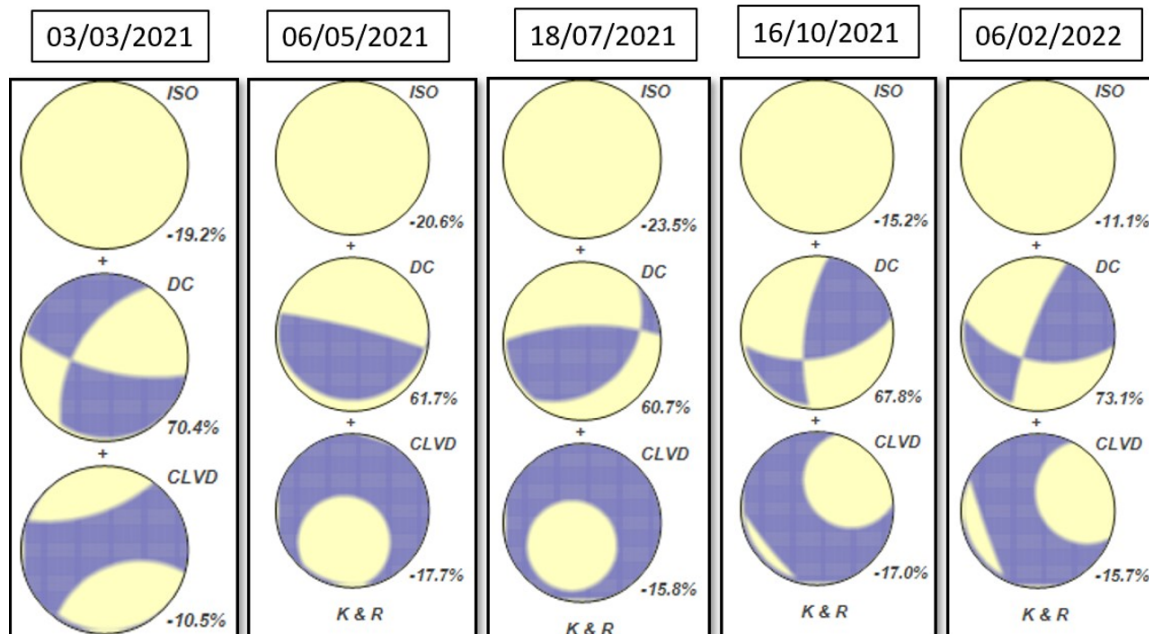 03/03/2021
ISO
-19.2%
+
DC
70.4%
+
CLVD
-10.5%
06/05/2021
ISO
-20.6%
+
DC
61.7%
+
CLVD
-17.7%
K & R
18/07/2021
ISO
-23.5%
+
DC
60.7%
+
CLVD
-15.8%
K & R
16/10/2021
ISO
-15.2%
+
DC
67.8%
+
CLVD
-17.0%
K & R
06/02/2022
ISO
-11.1%
+
DC
73.1%
+
CLVD
-15.7%
K & R